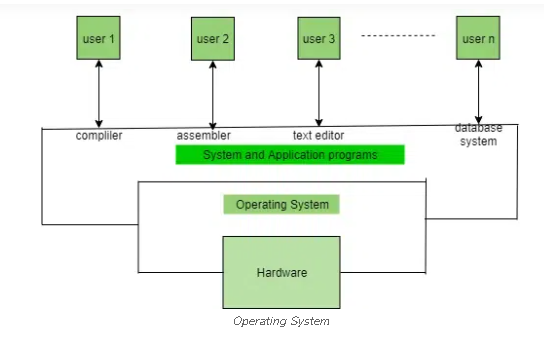 user 1
user 2
user 3
user n
compliler
assembler
text editor
database
system
System and Application programs
Operating System
Hardware
Operating System